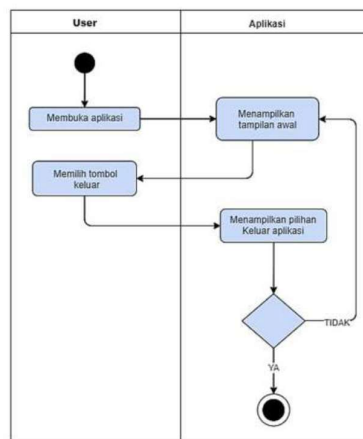 User
Aplikasi
Membuka aplikasi
Menampilkan
tampilan awal
Memilih tombol
keluar
Menampilkan pilihan
Keluar aplikasi
TIDAK
YA